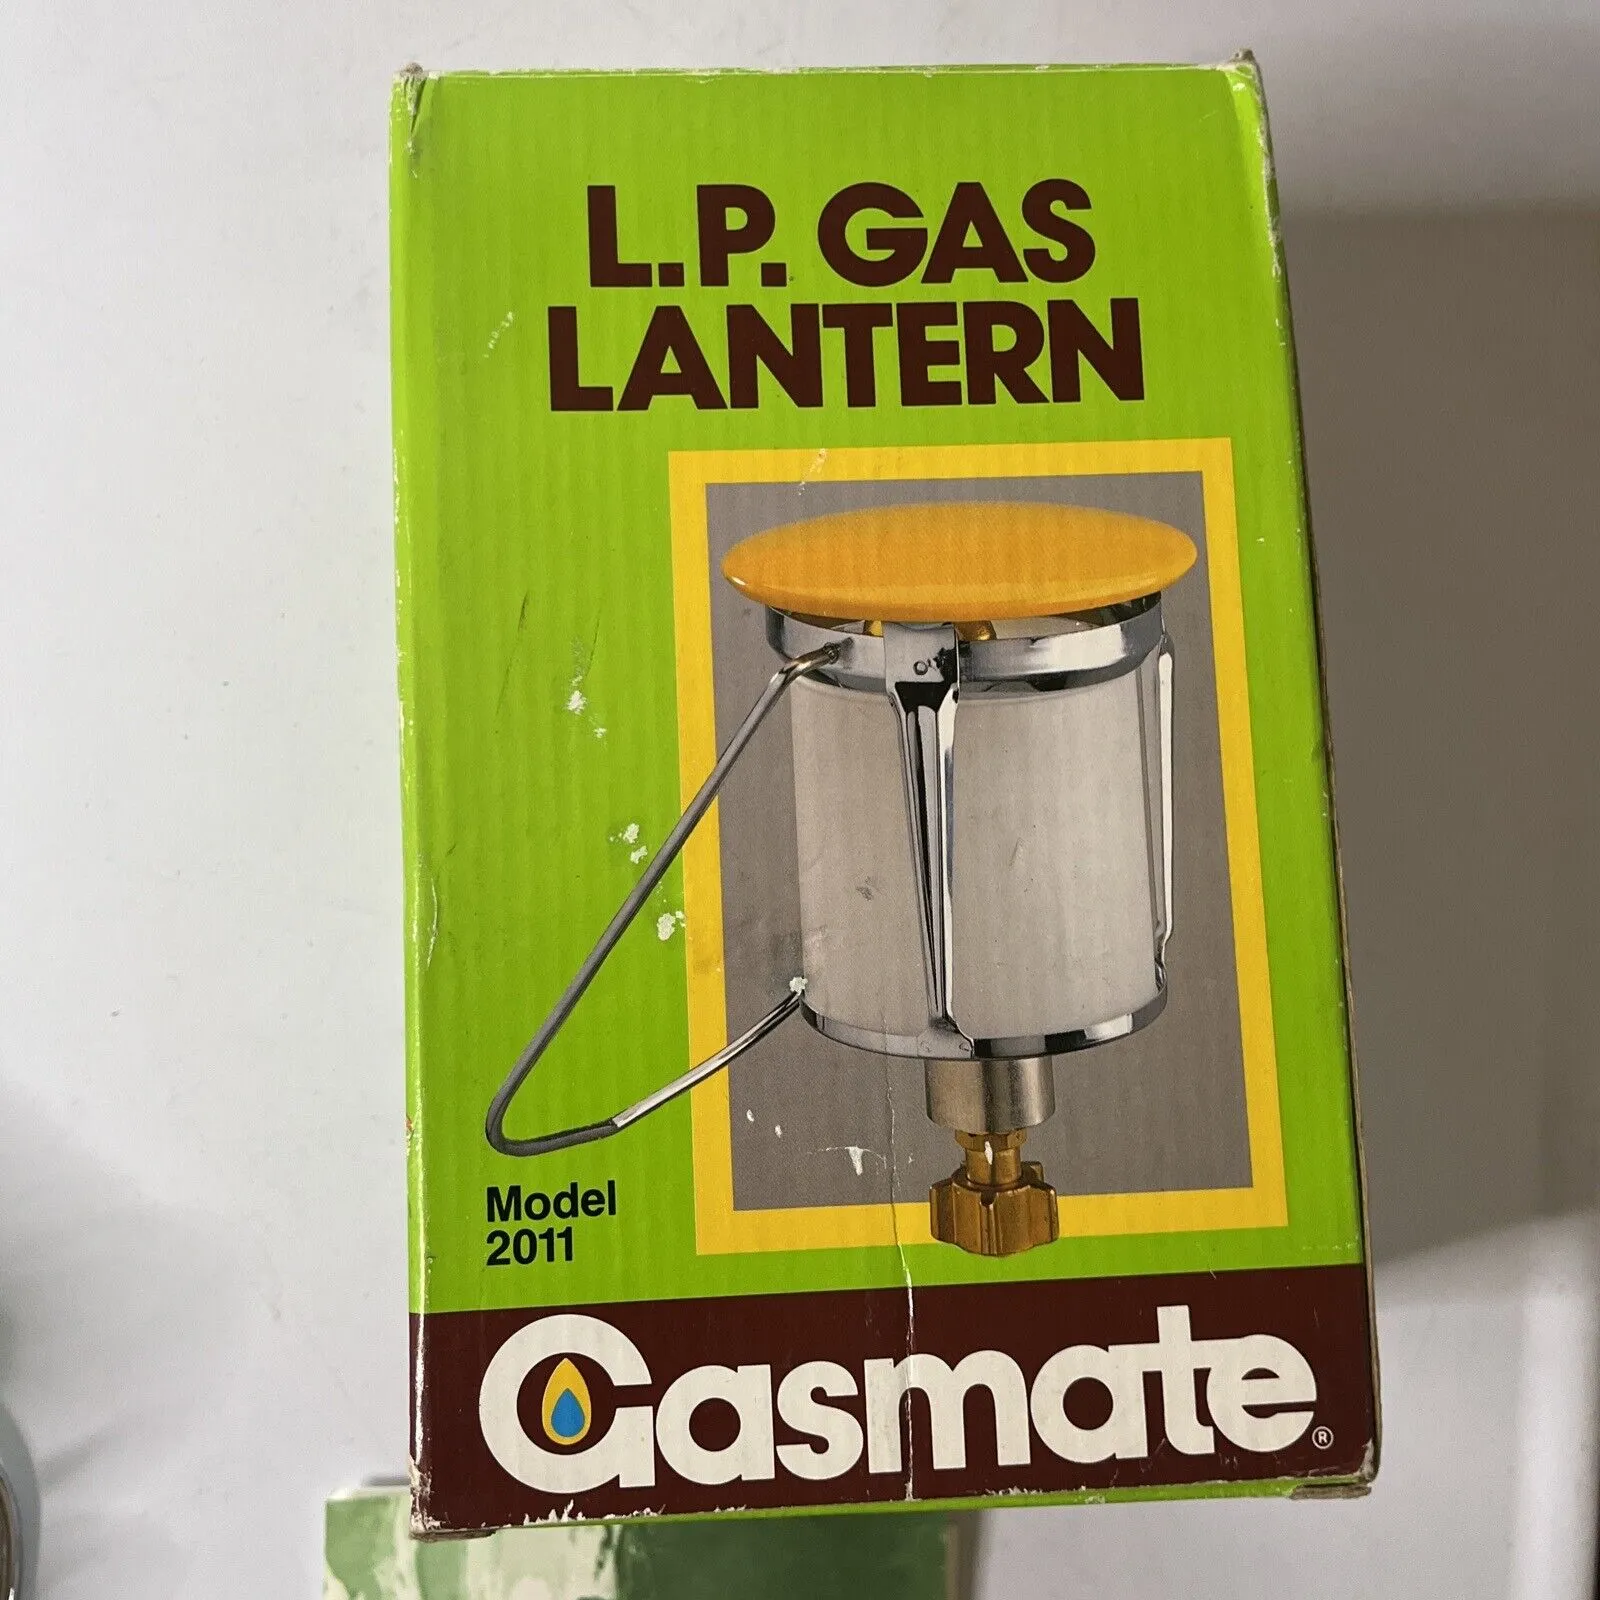 L.P. GAS
LANTERN
Model
2011
Gasmate®